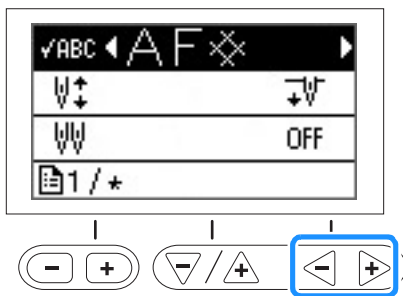 ✓ABC A F
OFF
1 / *
- +
- / +
- +